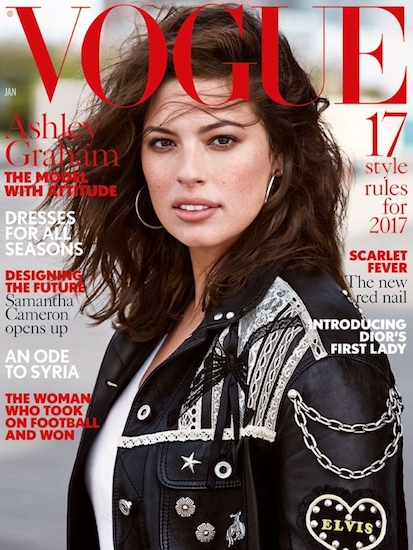 VOGUE
JAN
Ashley
Graham
THE MODEL
WITH ATTITUDE
DRESSES
FOR ALL
SEASONS
DESIGNING
THE FUTURE
Samantha
Cameron
opens up
AN ODE
TO SYRIA
THE WOMAN
WHO TOOK
ON FOOTBALL
AND WON
17
style
rules
for
2017
SCARLET
FEVER
The new
red nail
INTRODUCING
DIOR'S
FIRST LADY
ELVIS